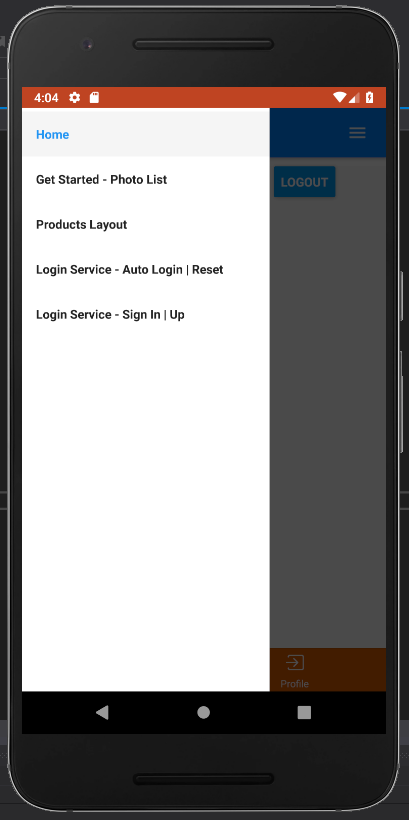 4:04
Home
Get Started - Photo List
LOGOUT
Products Layout
Login Service - Auto Login | Reset
Login Service - Sign In | Up
Profile